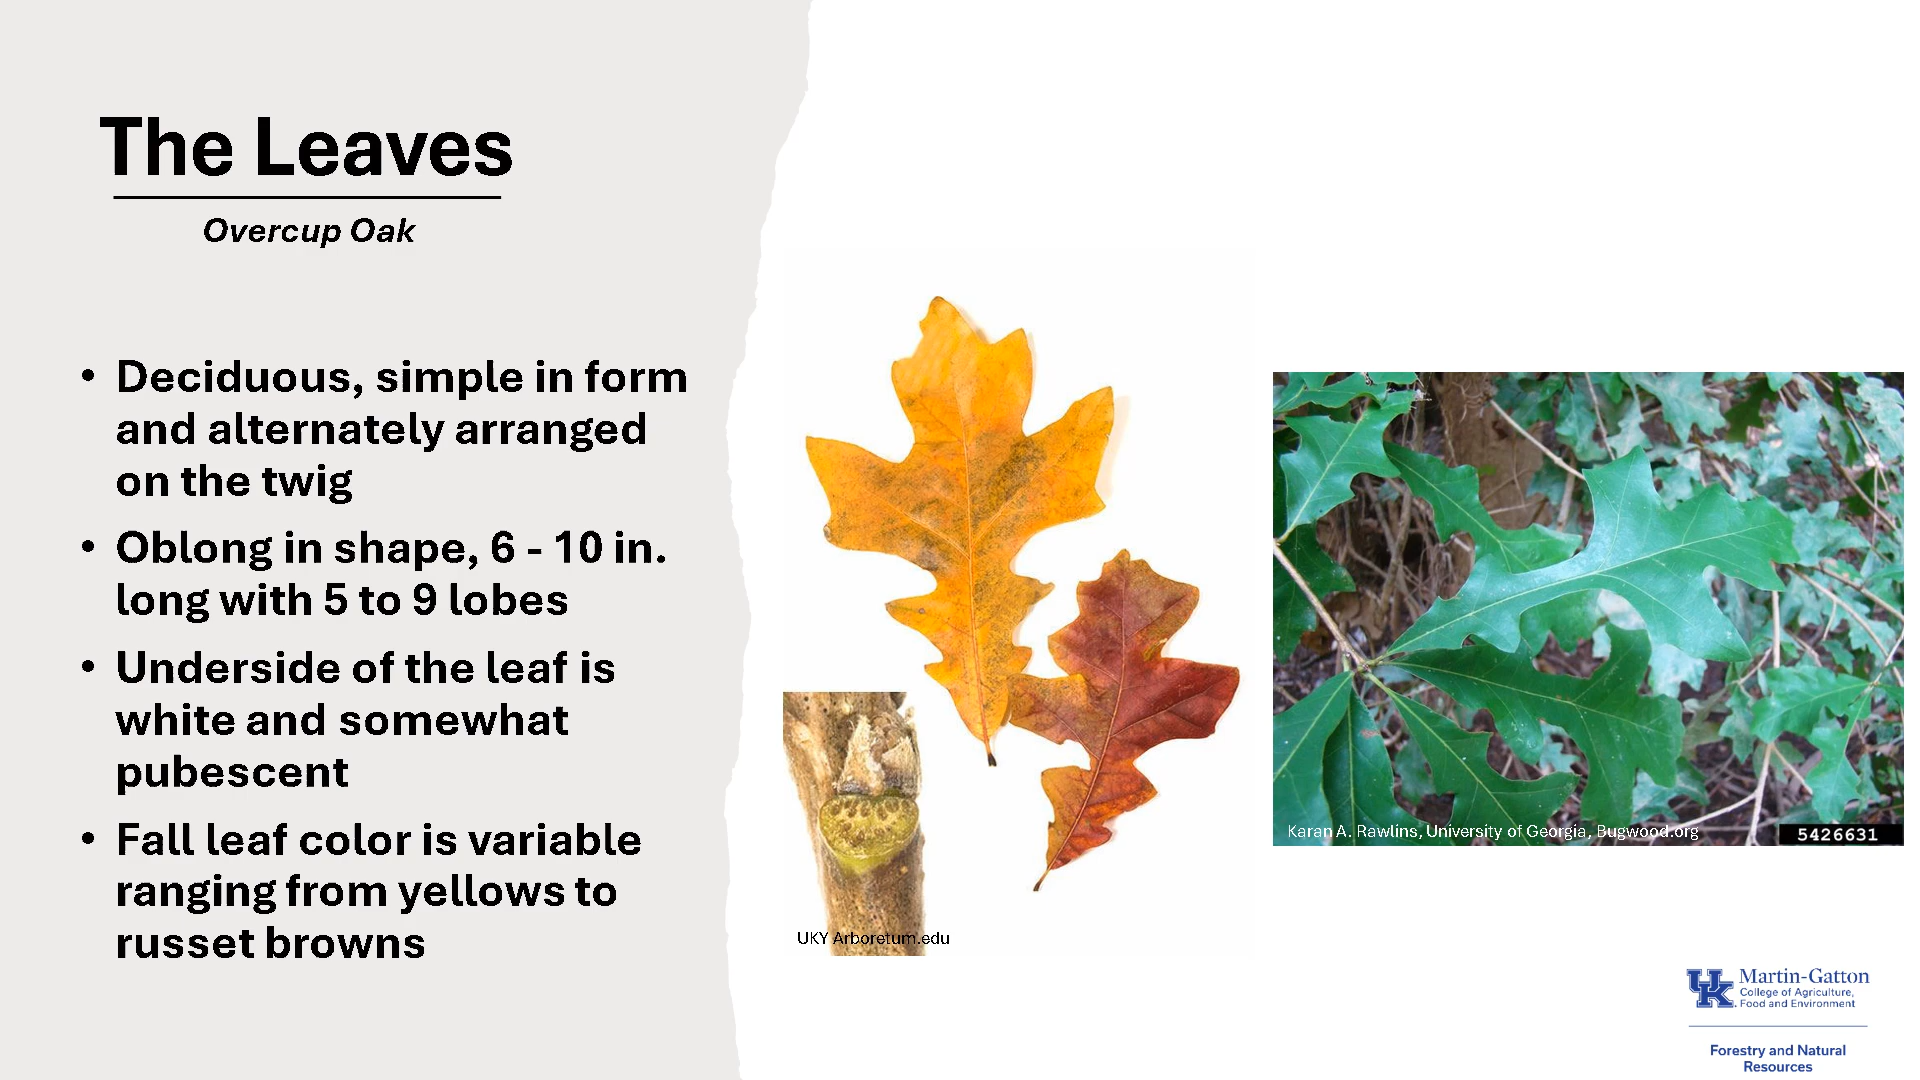 The Leaves
Overcup Oak
• Deciduous, simple in form
and alternately arranged
on the twig
• Oblong in shape, 6 - 10 in.
long with 5 to 9 lobes
• Underside of the leaf is
white and somewhat
pubescent
• Fall leaf color is variable
ranging from yellows to
russet browns
UKY Arboretum.edu
Karan A. Rawlins, University of Georgia, Bugwood.org
5426631
UK Martin-Gatton
College of Agriculture,
Food and Environment
Forestry and Natural
Resources